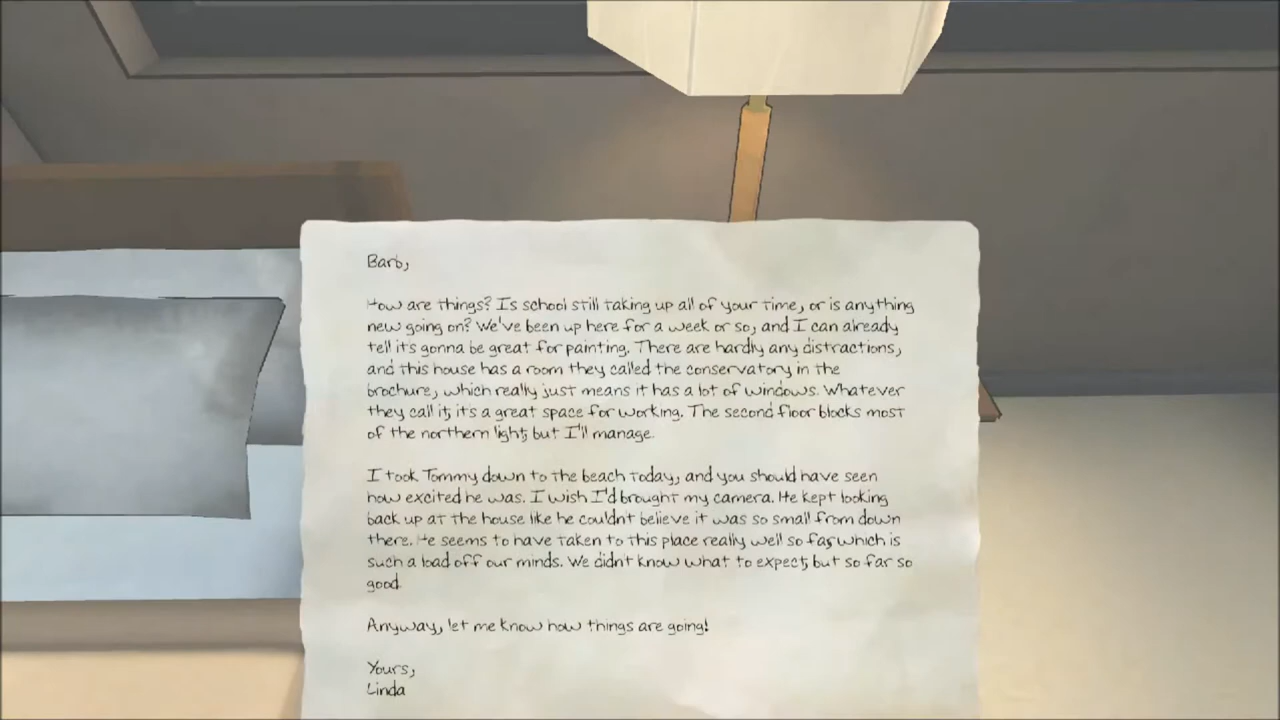 Barb,
How are things? Is school still taking up all of your time, or is anything
new going on? We've been up here for a week or so, and I can already
tell it's gonna be great for painting. There are hardly any distractions,
and this house has a room they called the conservatory in the
brochure, which really just means it has a lot of windows. Whatever
they call it, it's a great space for working. The second floor blocks most
of the northern light, but I'll manage.
I took Tommy down to the beach today, and you should have seen
how excited he was. I wish I'd brought my camera. He kept looking
back up at the house like he couldn't believe it was so small from down
there. He seems to have taken to this place really well so far, which is
such a load off our minds. We didn't know what to expect, but so far so
good.
Anyway, let me know how things are going!
Yours,
Linda